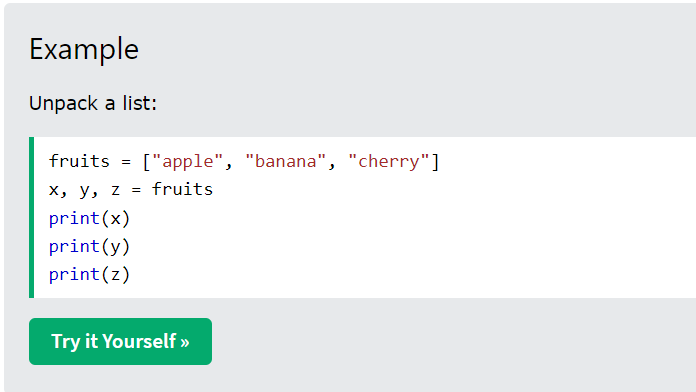 Example
Unpack a list:
fruits = ["apple", "banana", "cherry"]
x, y, z = fruits
print(x)
print(y)
print(z)
Try it Yourself »